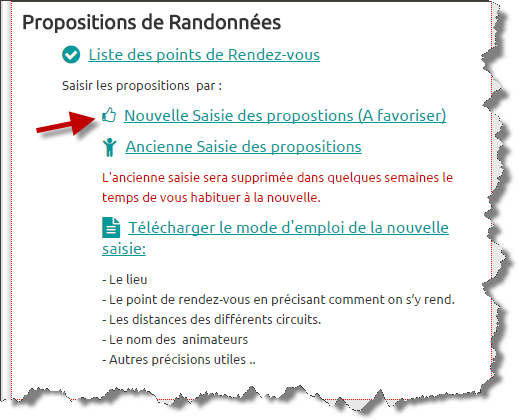 Propositions de Randonnées
Liste des points de Rendez-vous
Saisir les propositions par :
Nouvelle Saisie des propostions (A favoriser)
Ancienne Saisie des propositions
L'ancienne saisie sera supprimée dans quelques semaines le
temps de vous habituer à la nouvelle.
Télécharger le mode d'emploi de la nouvelle
saisie:
- Le lieu
- Le point de rendez-vous en précisant comment on s'y rend.
- Les distances des différents circuits.
- Le nom des animateurs
- Autres précisions utiles ..